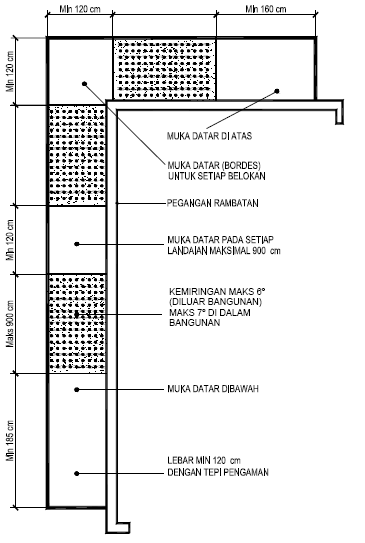 Min 120 cm
Min 160 cm
Min 120 cm
MUKA DATAR DI ATAS
MUKA DATAR (BORDES)
UNTUK SETIAP BELOKAN
PEGANGAN RAMBATAN
Min 120 cm
MUKA DATAR PADA SETIAP
LANDAIAN MAKSIMAL 900 cm
Maks 900 cm
KEMIRINGAN MAKS 6°
(DILUAR BANGUNAN)
MAKS 7° DI DALAM
BANGUNAN
MUKA DATAR DIBAWAH
Min 185 cm
LEBAR MIN 120 cm
DENGAN TEPI PENGAMAN